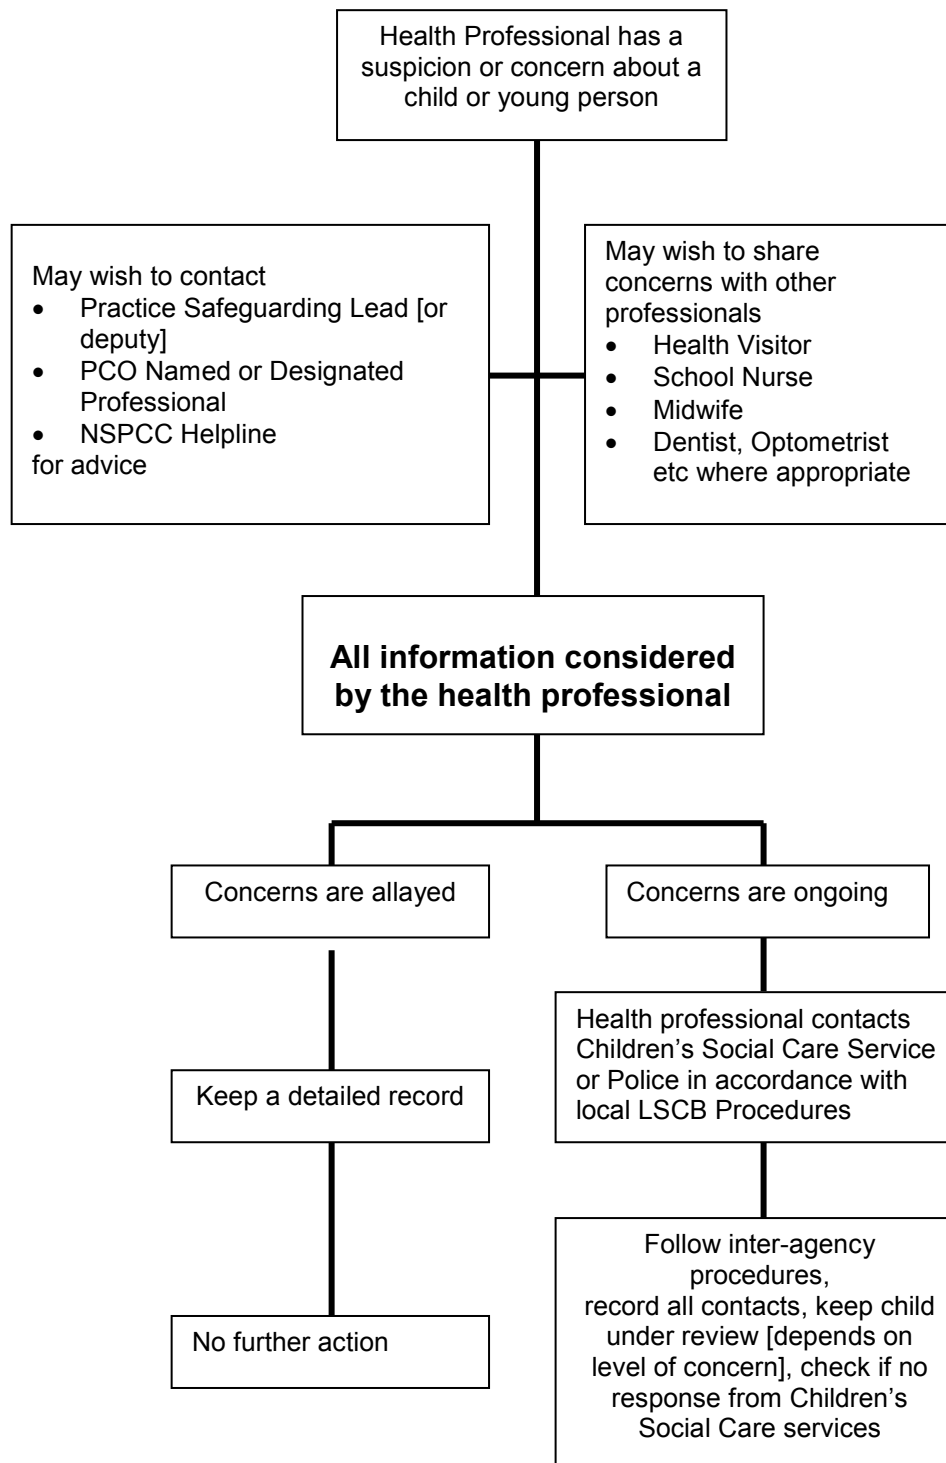 Health Professional has a
suspicion or concern about a
child or young person
May wish to contact
• Practice Safeguarding Lead [or
deputy]
• PCO Named or Designated
Professional
• NSPCC Helpline
for advice
May wish to share
concerns with other
professionals
• Health Visitor
• School Nurse
• Midwife
• Dentist, Optometrist
etc where appropriate
All information considered
by the health professional
Concerns are allayed
Concerns are ongoing
Health professional contacts
Children’s Social Care Service
or Police in accordance with
local LSCB Procedures
Keep a detailed record
Follow inter-agency
procedures,
record all contacts, keep child
under review [depends on
level of concern], check if no
response from Children’s
Social Care services
No further action